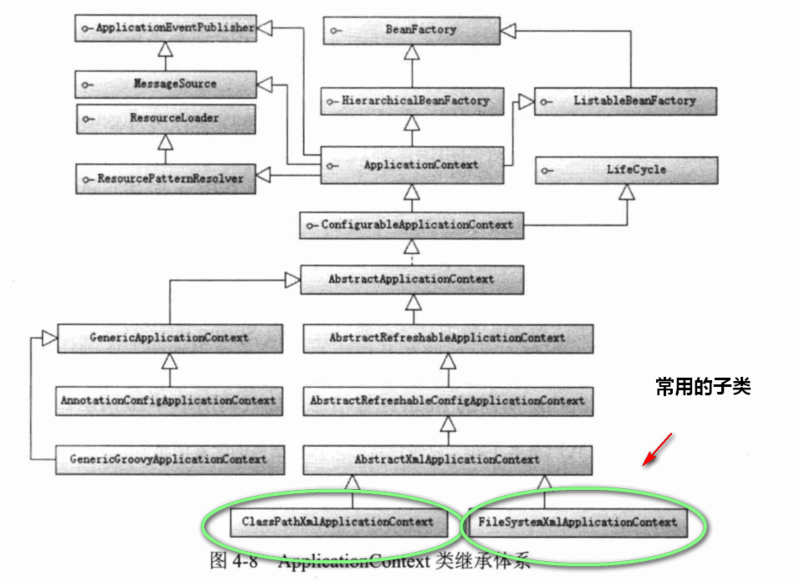 ApplicationEventPublisher
BeanFactory
MessageSource
HierarchicalBeanFactory
ListableBeanFactory
ResourceLoader
ApplicationContext
LifeCycle
ResourcePatternResolver
ConfigurableApplicationContext
AbstractApplicationContext
GenericApplicationContext
AbstractRefreshableApplicationContext
常用的子类
AnnotationConfigApplicationContext
AbstractRefreshableConfigApplicationContext
GenericGroovyApplicationContext
AbstractXmlApplicationContext
ClassPathXmlApplicationContext
FileSystemXmlApplicationContext
图 4-8 ApplicationContext 类继承体系